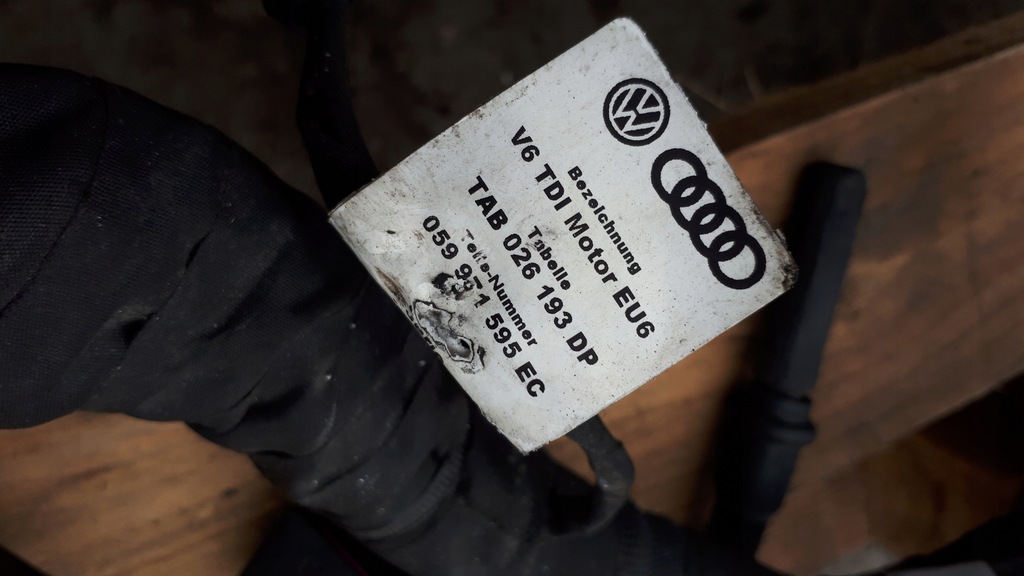 Bezeichnung
V6 TDI Motor EU6
Tabelle
TAB 026 193 DP
Teile-Nummer
059 971 595 EC